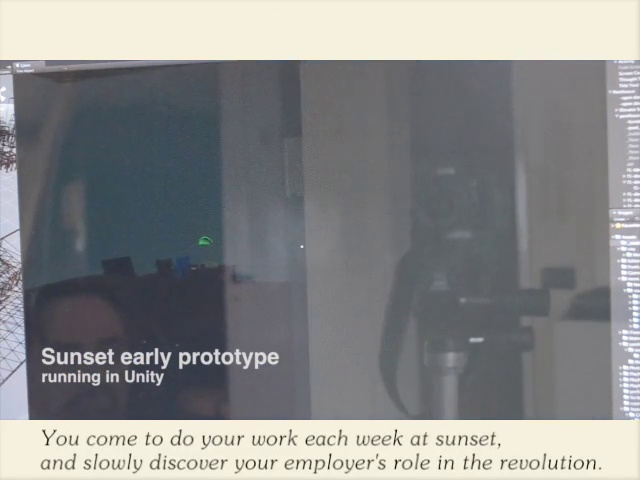 Sunset early prototype
running in Unity
You come to do your work each week at sunset,
and slowly discover your employer's role in the revolution.